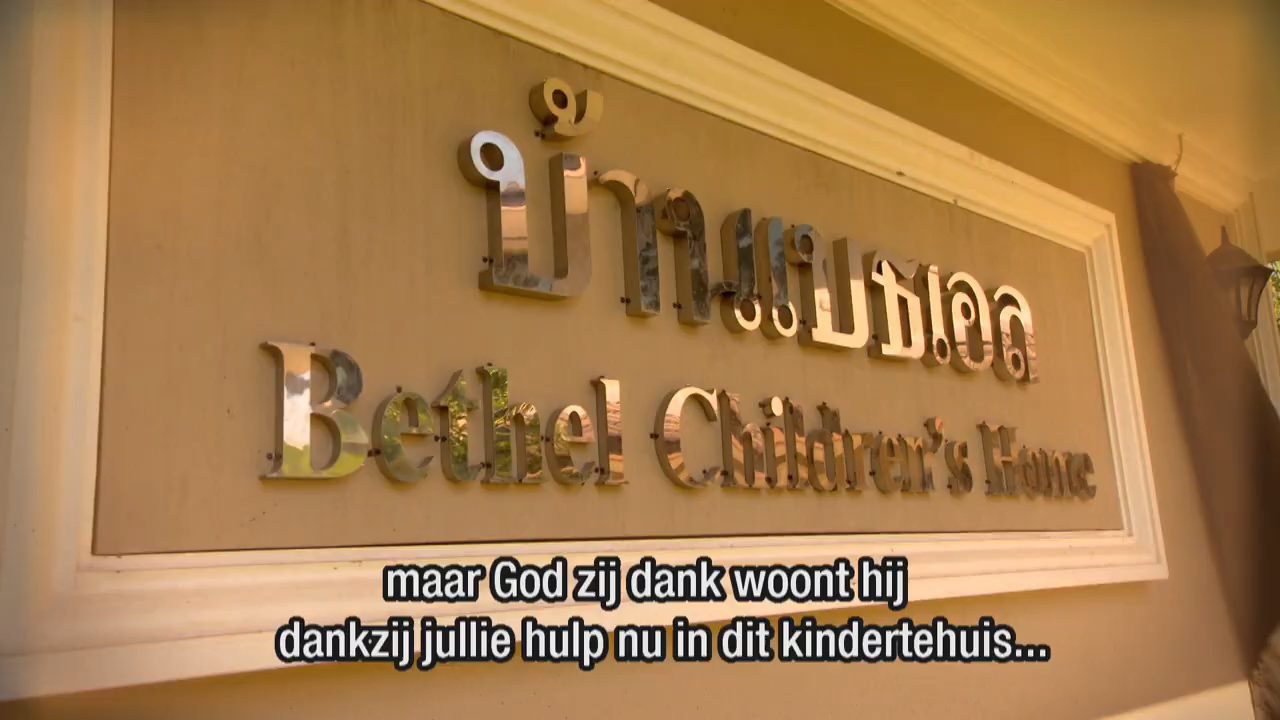 บ้านเบธเอล
Bethel Children's Home
maar God zij dank woont hij
dankzij jullie hulp nu in dit kindertehuis...